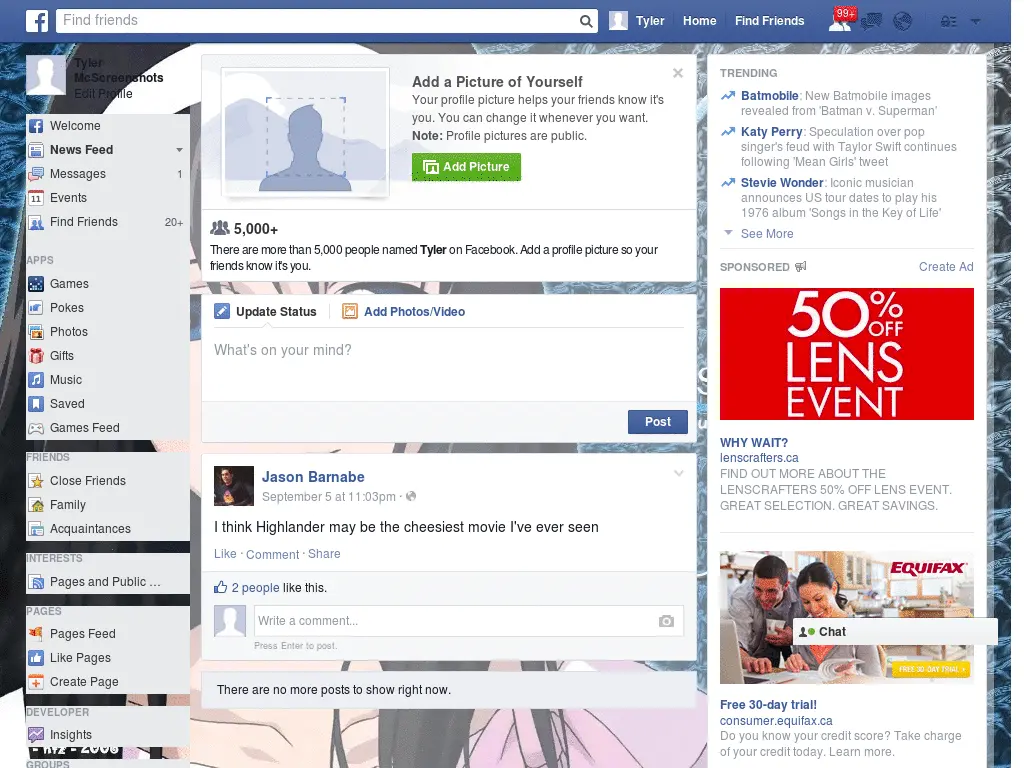 Find friends
Tyler
Home
Find Friends
99+
Tyler
McScreenshots
Edit Profile
Welcome
News Feed
Messages 1
11 Events
Find Friends 20+
APPS
Games
Pokes
Photos
Gifts
Music
Saved
Games Feed
FRIENDS
Close Friends
Family
Acquaintances
INTERESTS
Pages and Public ...
PAGES
Pages Feed
Like Pages
Create Page
DEVELOPER
Insights
- 2006
GROUPS
Add a Picture of Yourself
Your profile picture helps your friends know it's
you. You can change it whenever you want.
Note: Profile pictures are public.
Add Picture
5,000+
There are more than 5,000 people named Tyler on Facebook. Add a profile picture so your
friends know it's you.
Update Status
Add Photos/Video
What's on your mind?
Post
Jason Barnabe
September 5 at 11:03pm ·
I think Highlander may be the cheesiest movie I've ever seen
Like · Comment · Share
2 people like this.
Write a comment...
Press Enter to post.
There are no more posts to show right now.
TRENDING
Batmobile: New Batmobile images
revealed from 'Batman v. Superman'
Katy Perry: Speculation over pop
singer's feud with Taylor Swift continues
following 'Mean Girls' tweet
Stevie Wonder: Iconic musician
announces US tour dates to play his
1976 album 'Songs in the Key of Life'
See More
SPONSORED
Create Ad
50% OFF
LENS
EVENT
WHY WAIT?
lenscrafters.ca
FIND OUT MORE ABOUT THE
LENSCRAFTERS 50% OFF LENS EVENT.
GREAT SELECTION. GREAT SAVINGS.
EQUIFAX
Chat
FREE 30-DAY TRIAL >
Free 30-day trial!
consumer.equifax.ca
Do you know your credit score? Take charge
of your credit today. Learn more.